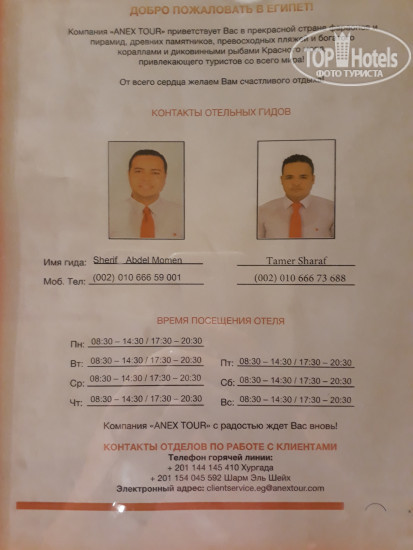 ДОБРО ПОЖАЛОВАТЬ В ЕГИПЕТ!
Компания «ANEX TOUR» приветствует Вас в прекрасной стране фараонов и
пирамид, древних памятников, превосходных пляжей и богатого
кораллами и диковинными рыбами Красного моря,
привлекающего туристов со всего мира!
От всего сердца желаем Вам счастливого отдыха!
TOP Hotels
ФОТО ТУРИСТА
КОНТАКТЫ ОТЕЛЬНЫХ ГИДОВ
Имя гида: Sherif Abdel Momen Tamer Sharaf
Моб. Тел: (002) 010 666 59 001 (002) 010 666 73 688
ВРЕМЯ ПОСЕЩЕНИЯ ОТЕЛЯ
Пн: 08:30 – 14:30 / 17:30 – 20:30
Вт: 08:30 – 14:30 / 17:30 – 20:30
Ср: 08:30 – 14:30 / 17:30 – 20:30
Чт: 08:30 – 14:30 / 17:30 – 20:30
Пт: 08:30 – 14:30 / 17:30 – 20:30
Сб: 08:30 – 14:30 / 17:30 – 20:30
Вс: 08:30 – 14:30 / 17:30 – 20:30
Компания «ANEX TOUR» с радостью ждет Вас вновь!
КОНТАКТЫ ОТДЕЛОВ ПО РАБОТЕ С КЛИЕНТАМИ
Телефон горячей линии:
+ 201 144 145 410 Хургада
+ 201 154 045 592 Шарм Эль Шейх
Электронный адрес: clientservice.eg@anextour.com